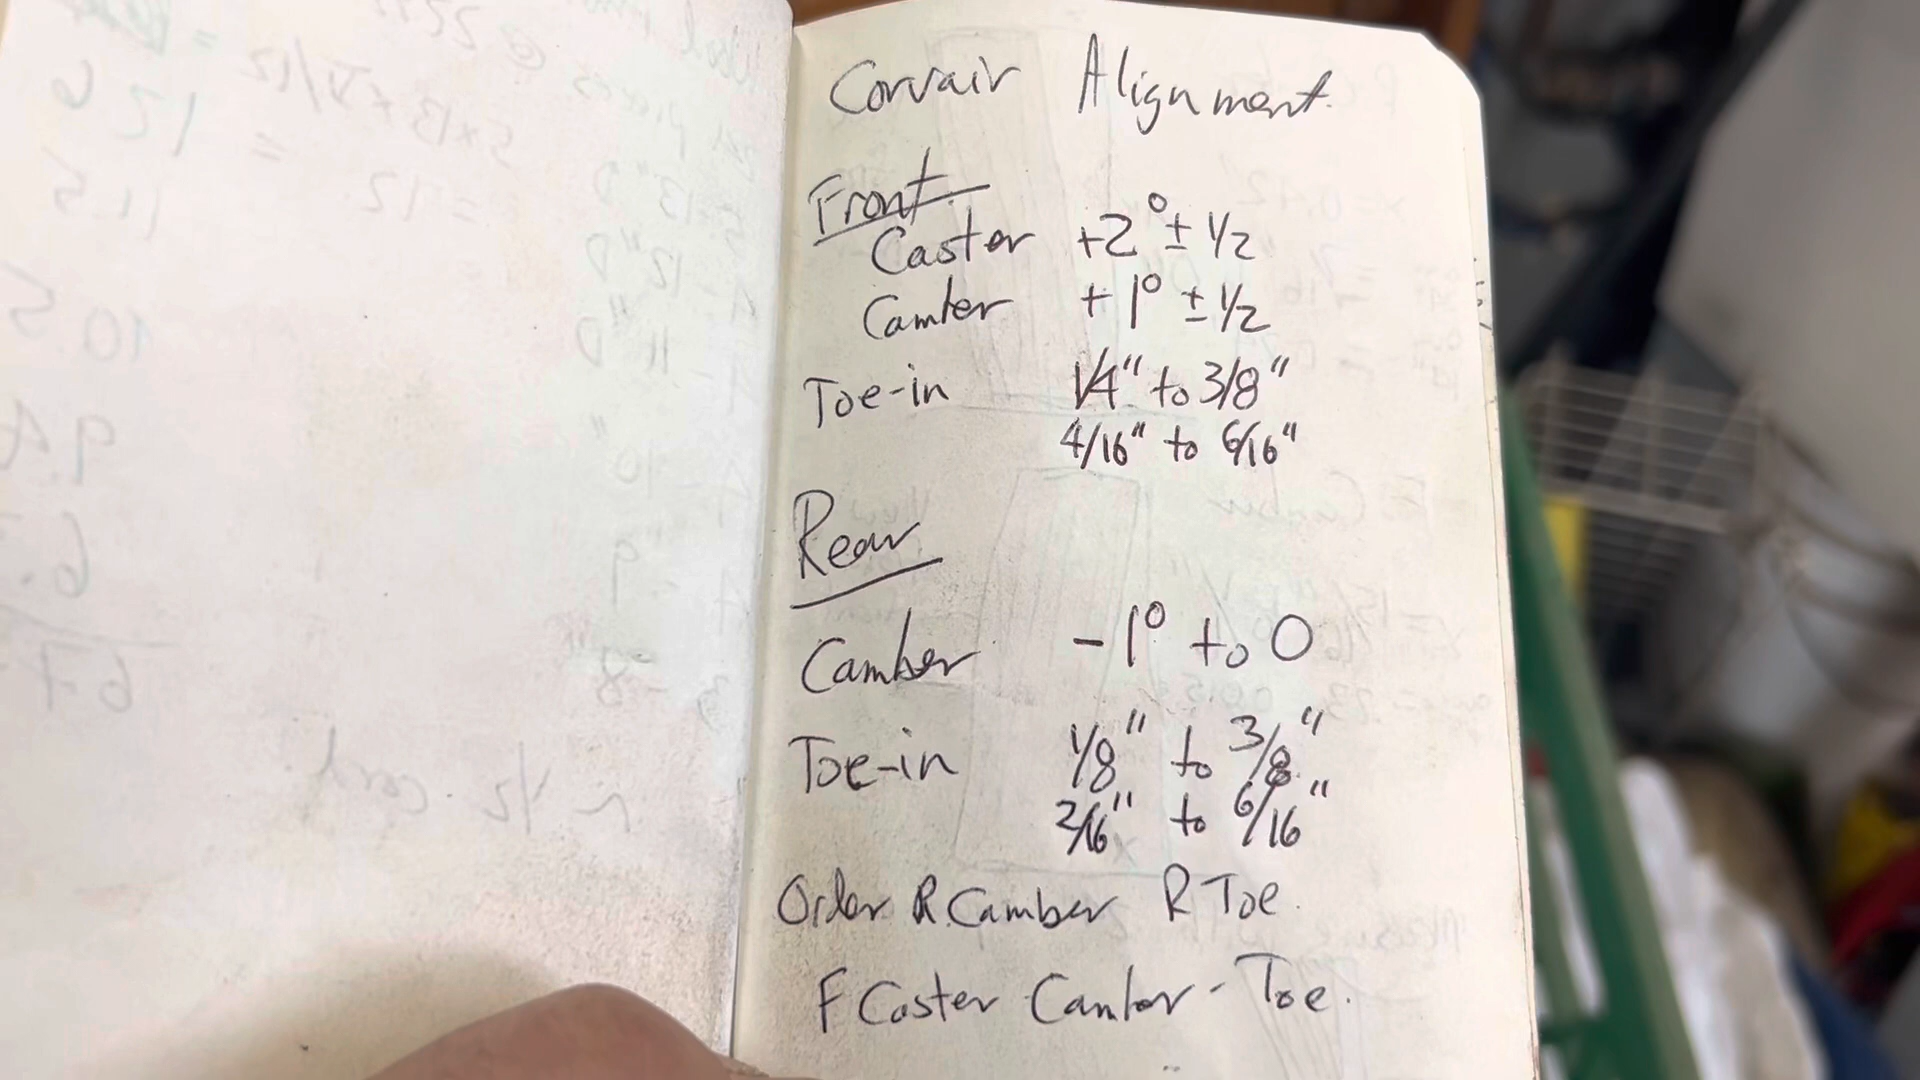 Corvair Alignment.
Front
Caster +2° ± 1/2
Camber +1° ± 1/2
Toe-in 1/4" to 3/8"
4/16" to 6/16"
Rear
Camber -1° to 0
Toe-in 1/8" to 3/8"
2/16" to 6/16"
Order R. Camber R Toe.
F Caster Camber - Toe.